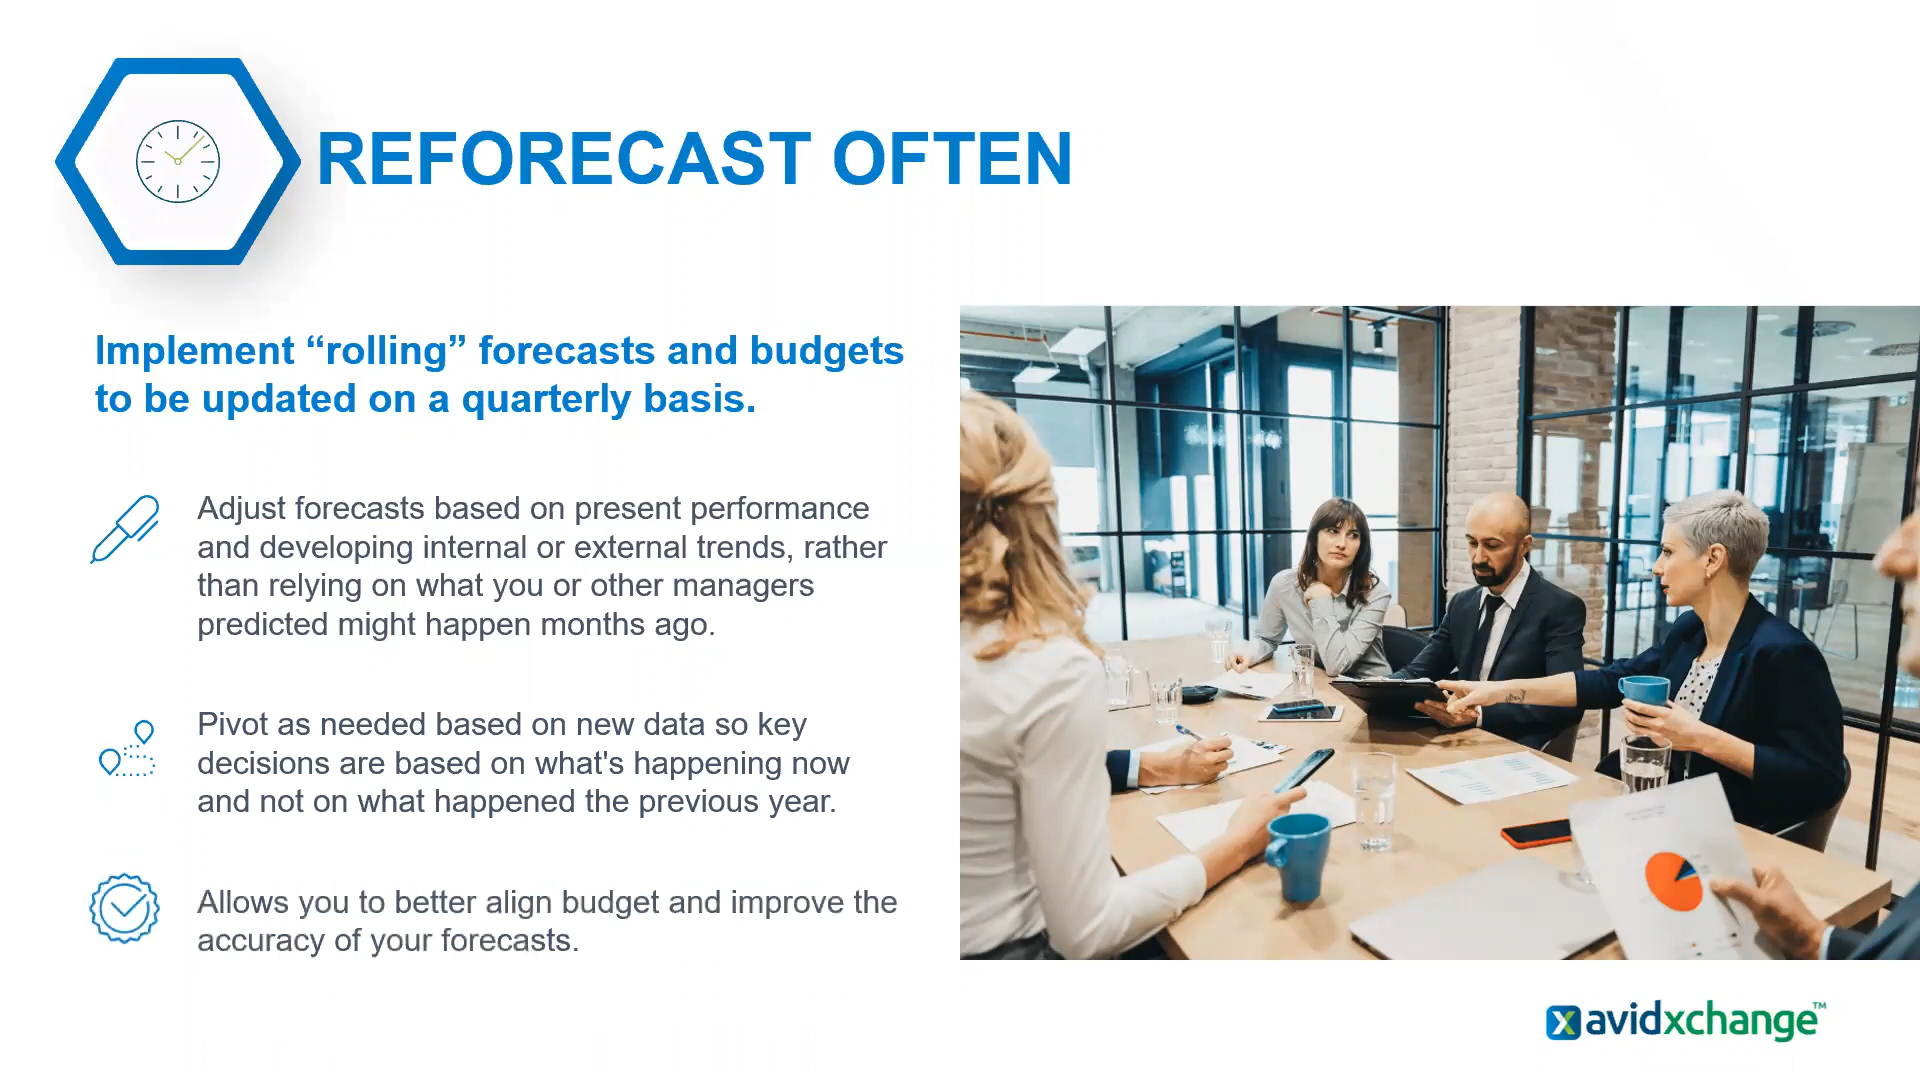 REFORECAST OFTEN
Implement “rolling” forecasts and budgets
to be updated on a quarterly basis.
Adjust forecasts based on present performance
and developing internal or external trends, rather
than relying on what you or other managers
predicted might happen months ago.
Pivot as needed based on new data so key
decisions are based on what's happening now
and not on what happened the previous year.
Allows you to better align budget and improve the
accuracy of your forecasts.
avidxchange™